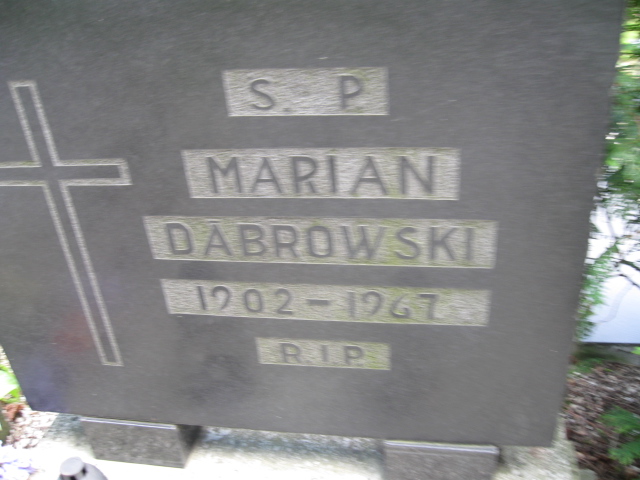 S. P
MARIAN
DĄBROWSKI
1902-1967
R.I.P.